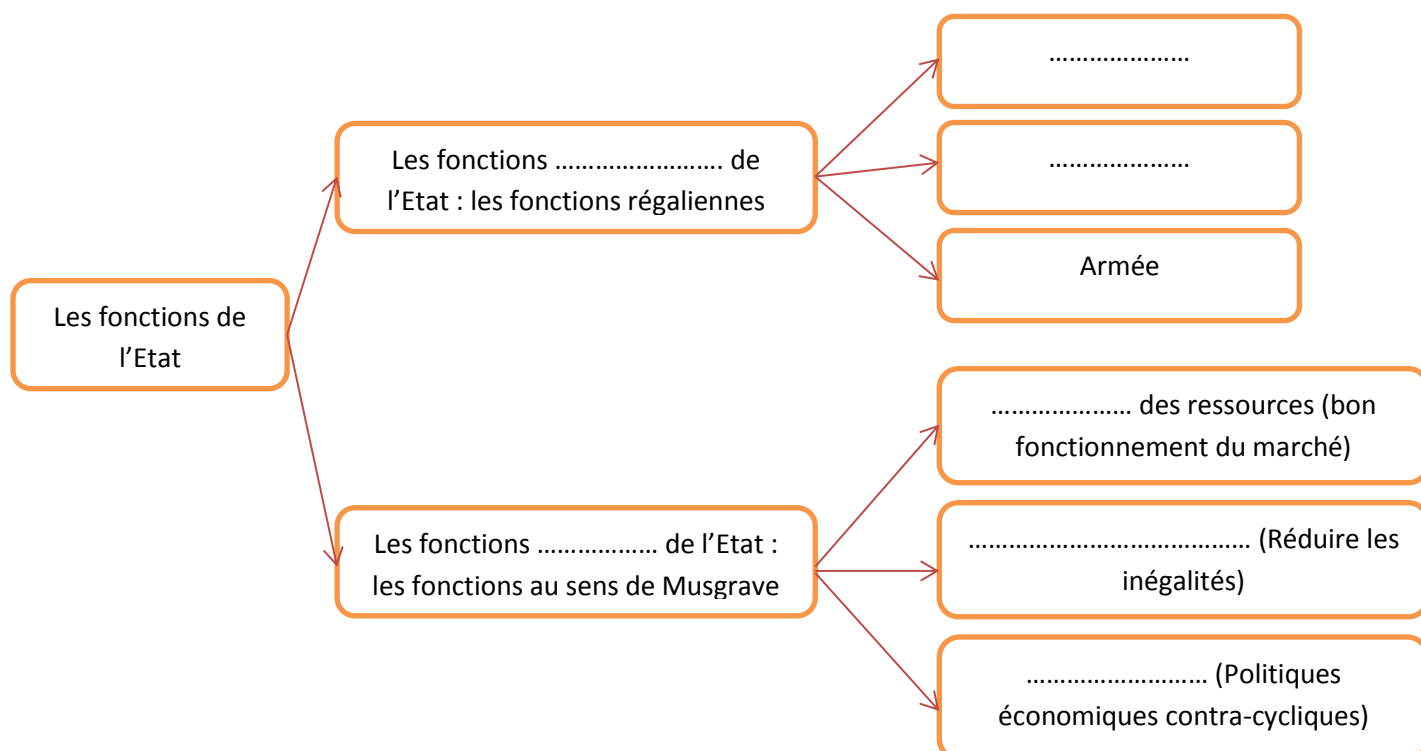 …………………
Les fonctions ……………………. de
l’Etat : les fonctions régaliennes
…………………
Armée
Les fonctions de
l’Etat
………………… des ressources (bon
fonctionnement du marché)
Les fonctions ……………… de l’Etat :
les fonctions au sens de Musgrave
…………………………………… (Réduire les
inégalités)
……………………… (Politiques
économiques contra-cycliques)